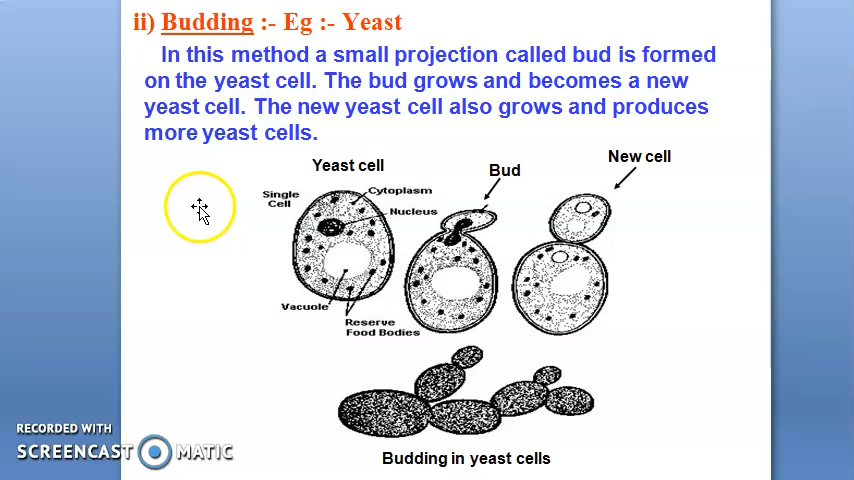 ii) Budding :- Eg :- Yeast
In this method a small projection called bud is formed
on the yeast cell. The bud grows and becomes a new
yeast cell. The new yeast cell also grows and produces
more yeast cells.
Yeast cell
Bud
New cell
Single
Cell
Cytoplasm
Nucleus
Vacuole
Reserve
Food Bodies
Budding in yeast cells
RECORDED WITH
SCREENCAST MATIC